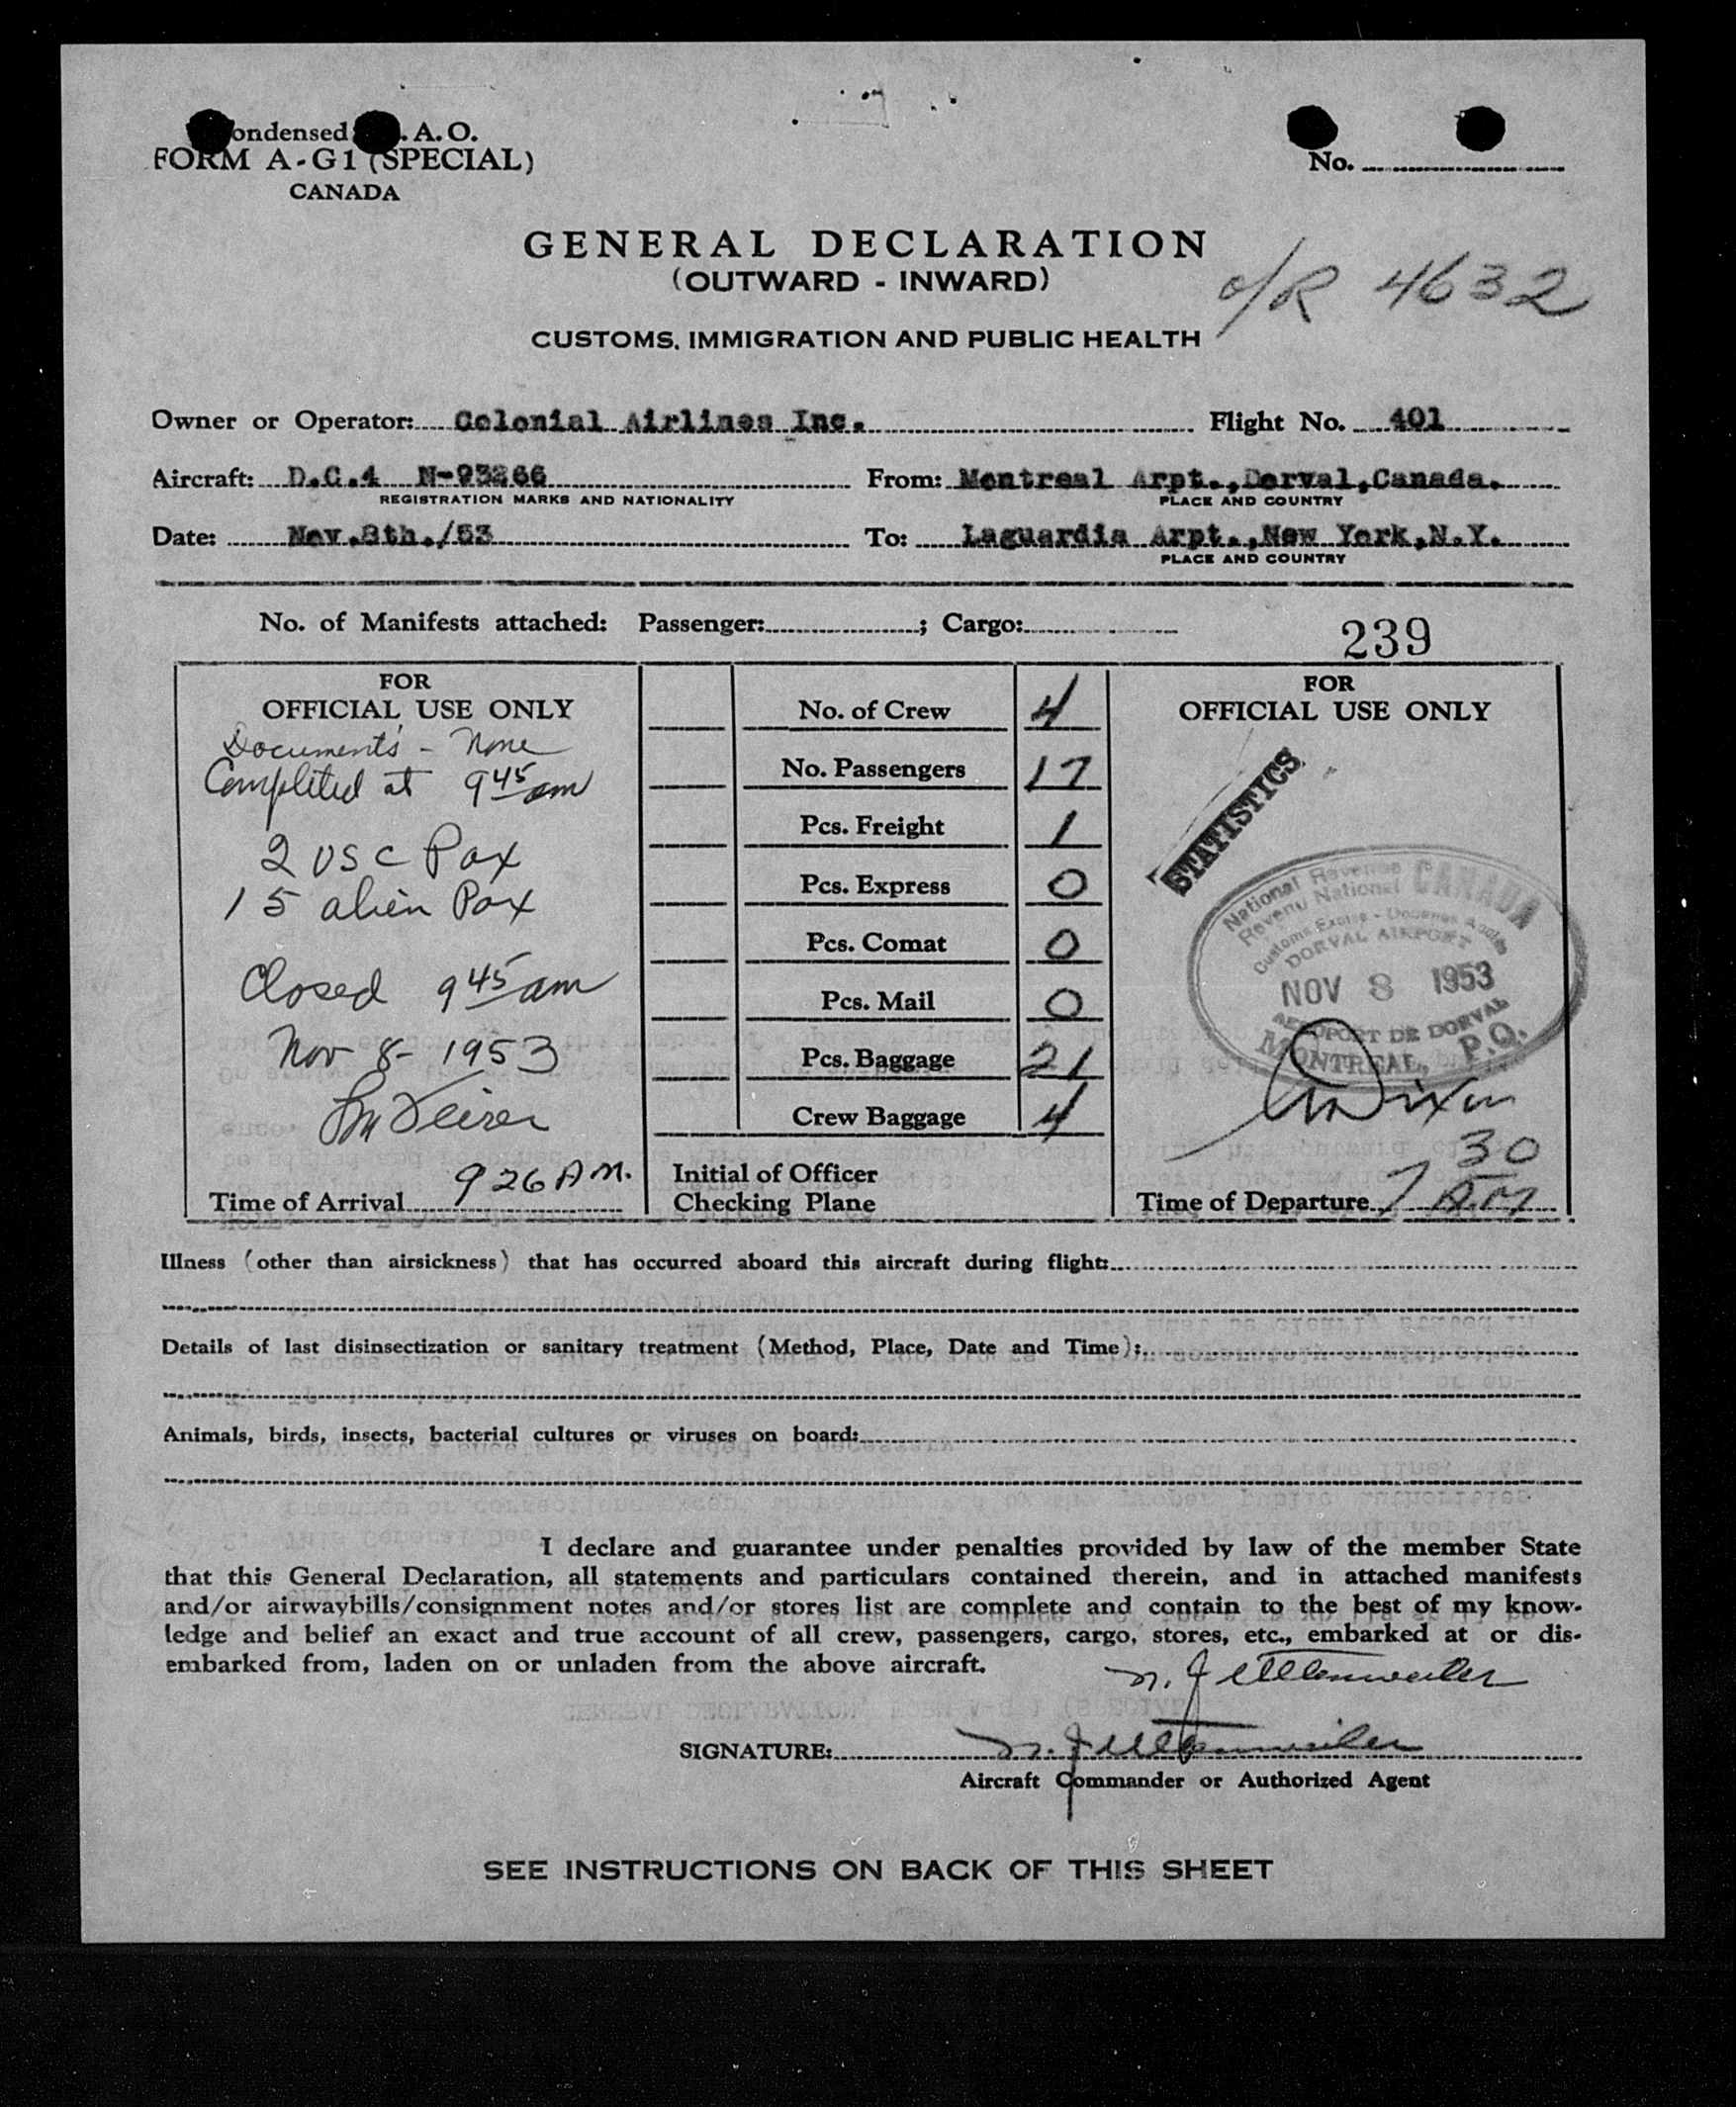 ondensed . A. O.
FORM A-G1 (SPECIAL)
CANADA
No.
GENERAL DECLARATION
(OUTWARD - INWARD)
o/R 4632
CUSTOMS, IMMIGRATION AND PUBLIC HEALTH
Owner or Operator: Colonial Airlines Inc. Flight No. 401
Aircraft: D.C.4 N-93266 From: Montreal Arpt.,Dorval,Canada.
REGISTRATION MARKS AND NATIONALITY PLACE AND COUNTRY
Date: Nov.8th./53 To: Laguardia Arpt.,New York,N.Y.
PLACE AND COUNTRY
No. of Manifests attached: Passenger: ; Cargo:
239
FOR
OFFICIAL USE ONLY
Documents - None
Completed at 9 45 am
2 USC Pax
15 alien Pax
Closed 9 45 am
Nov 8 - 1953
Time of Arrival 9 26 AM.
No. of Crew 4
No. Passengers 17
Pcs. Freight 1
Pcs. Express 0
Pcs. Comat 0
Pcs. Mail 0
Pcs. Baggage 21
Crew Baggage 4
Initial of Officer
Checking Plane
FOR
OFFICIAL USE ONLY
STATISTICS
National Revenue CANADA
Revenu National
Customs Excise - Douanes Accise
DORVAL AIRPORT
NOV 8 1953
AEROPORT DE DORVAL
MONTREAL, P.Q.
Dixon
Time of Departure 7 30 A.M
Illness (other than airsickness) that has occurred aboard this aircraft during flight:
Details of last disinsectization or sanitary treatment (Method, Place, Date and Time):
Animals, birds, insects, bacterial cultures or viruses on board:
I declare and guarantee under penalties provided by law of the member State
that this General Declaration, all statements and particulars contained therein, and in attached manifests
and/or airwaybills/consignment notes and/or stores list are complete and contain to the best of my know-
ledge and belief an exact and true account of all crew, passengers, cargo, stores, etc., embarked at or dis-
embarked from, laden on or unladen from the above aircraft.
SIGNATURE:
Aircraft Commander or Authorized Agent
SEE INSTRUCTIONS ON BACK OF THIS SHEET